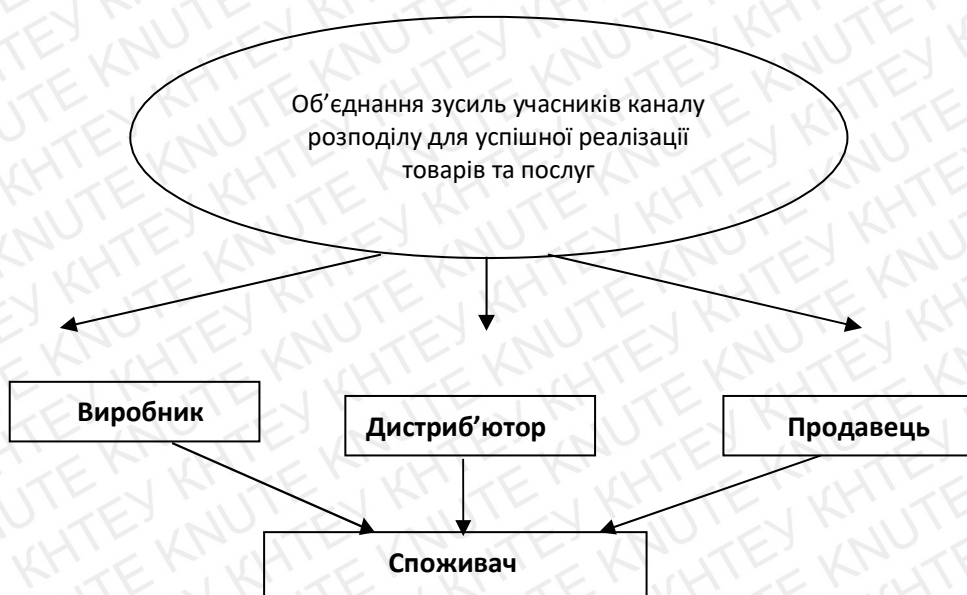 Об’єднання зусиль учасників каналу
розподілу для успішної реалізації
товарів та послуг
Виробник
Дистриб’ютор
Продавець
Споживач